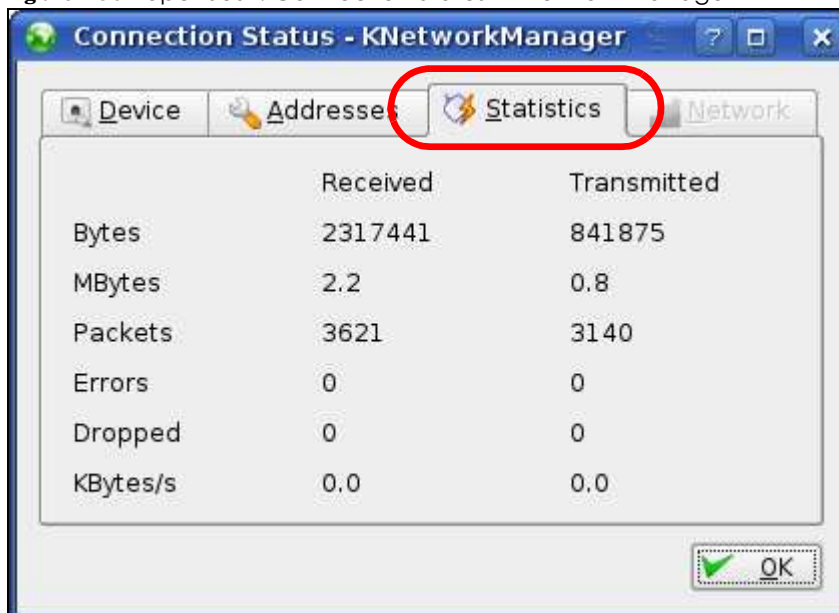 Connection Status - KNetworkManager
Device Addresses Statistics Network
Received Transmitted
Bytes 2317441 841875
MBytes 2.2 0.8
Packets 3621 3140
Errors 0 0
Dropped 0 0
KBytes/s 0.0 0.0
OK